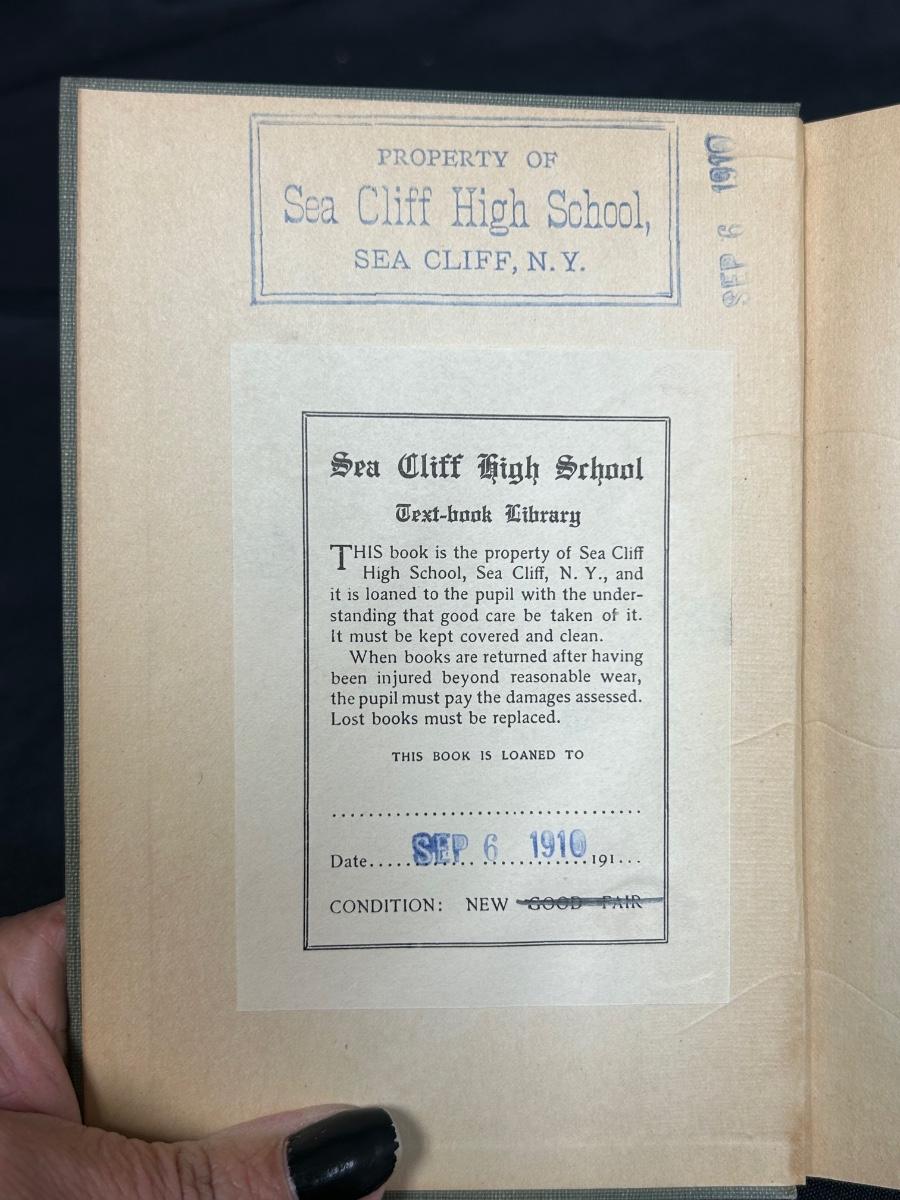 PROPERTY OF
Sea Cliff High School,
SEA CLIFF, N.Y.
SEP 6 1910
Sea Cliff High School
Text-book Library
THIS book is the property of Sea Cliff
High School, Sea Cliff, N. Y., and
it is loaned to the pupil with the under-
standing that good care be taken of it.
It must be kept covered and clean.
When books are returned after having
been injured beyond reasonable wear,
the pupil must pay the damages assessed.
Lost books must be replaced.
THIS BOOK IS LOANED TO
........................................
Date..... SEP 6 1910 .....191...
CONDITION: NEW GOOD FAIR